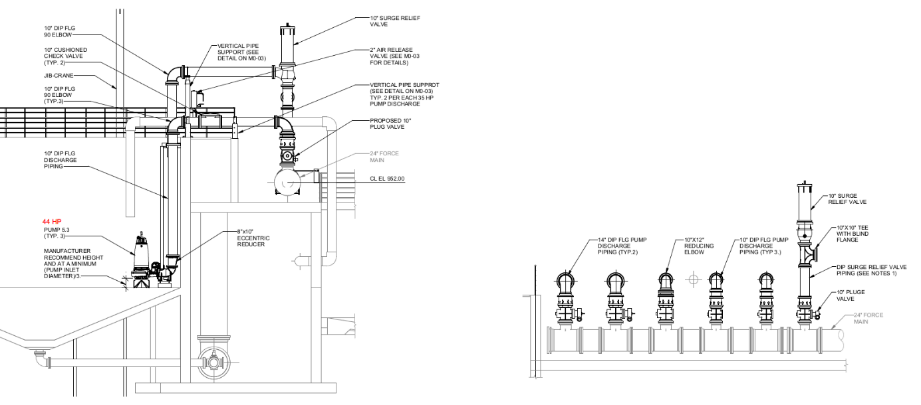 10" DIP FLG
90 ELBOW
10" CUSHIONED
CHECK VALVE
(TYP. 2)
JIB-CRANE
10" DIP FLG
90 ELBOW
(TYP.3)
10" DIP FLG
DISCHARGE
PIPING
44 HP
PUMP 5.3
(TYP. 3)
MANUFACTURER
RECOMMEND HEIGHT
AND AT A MINIMUM
(PUMP INLET
DIAMETER)/3
VERTICAL PIPE
SUPPORT (SEE
DETAIL ON M0-03)
10" SURGE RELIEF
VALVE
2" AIR RELEASE
VALVE (SEE M0-03
FOR DETAILS)
VERTICAL PIPE SUPPROT
(SEE DETAIL ON M0-03)
TYP. 2 PER EACH 35 HP
PUMP DISCHARGE
PROPOSED 10"
PLUG VALVE
24" FORCE
MAIN
CL EL 952.00
ECCENTRIC
REDUCER
14" DIP FLG PUMP
DISCHARGE
PIPING (TYP.2)
10"X12"
REDUCING
ELBOW
10" DIP FLG PUMP
DISCHARGE
PIPING (TYP.3.)
10" SURGE
RELIEF VALVE
10"X10" TEE
WITH BLIND
FLANGE
DIP SURGE RELIEF VALVE
PIPING (SEE NOTES 1)
10" PLUGE
VALVE
24" FORCE
MAIN